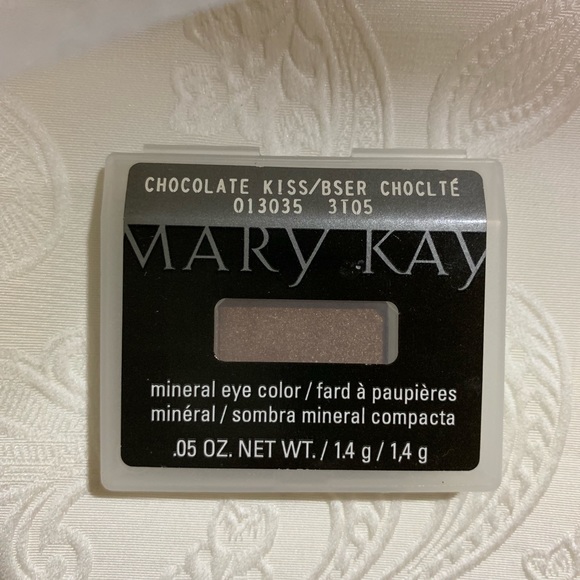 CHOCOLATE KISS/BSER CHOCLTÉ
013035 3T05
MARY KAY
mineral eye color / fard à paupières
minéral / sombra mineral compacta
.05 OZ. NET WT. / 1.4 g / 1,4 g